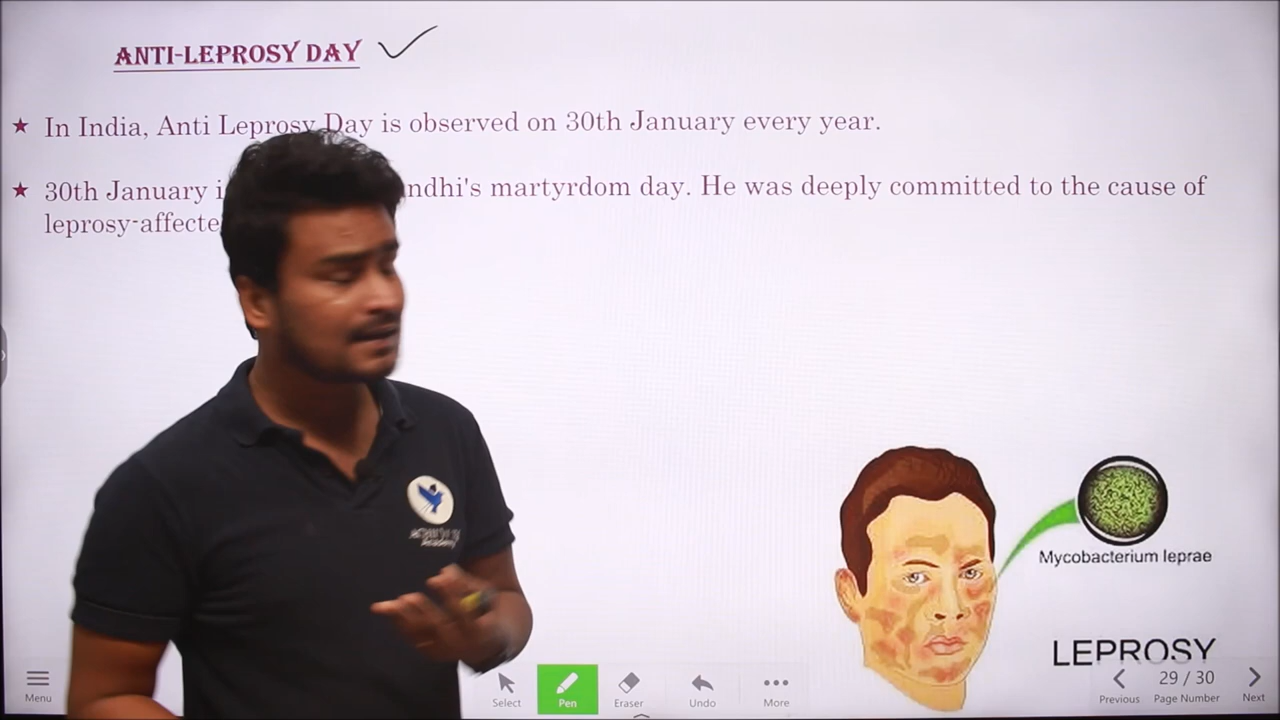 ANTI-LEPROSY DAY
★ In India, Anti Leprosy Day is observed on 30th January every year.
★ 30th January i ndhi's martyrdom day. He was deeply committed to the cause of
leprosy-affecte
Mycobacterium leprae
LEPROSY
Academy
Menu
Select
Pen
Eraser
Undo
More
Previous
29 / 30
Page Number
Next